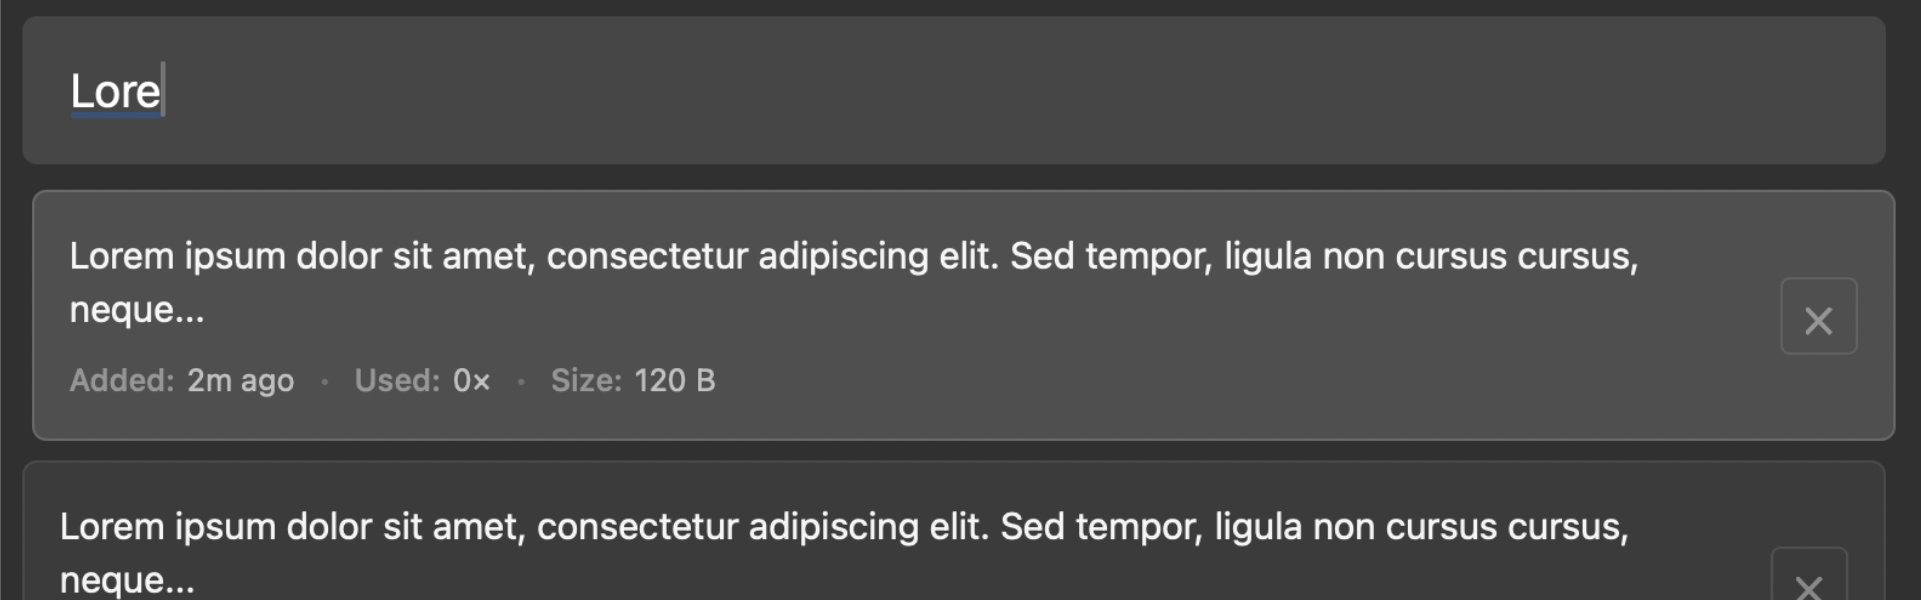 Lore
Lorem ipsum dolor sit amet, consectetur adipiscing elit. Sed tempor, ligula non cursus cursus,
neque...
Added: 2m ago • Used: 0× • Size: 120 B
Lorem ipsum dolor sit amet, consectetur adipiscing elit. Sed tempor, ligula non cursus cursus,
neque...